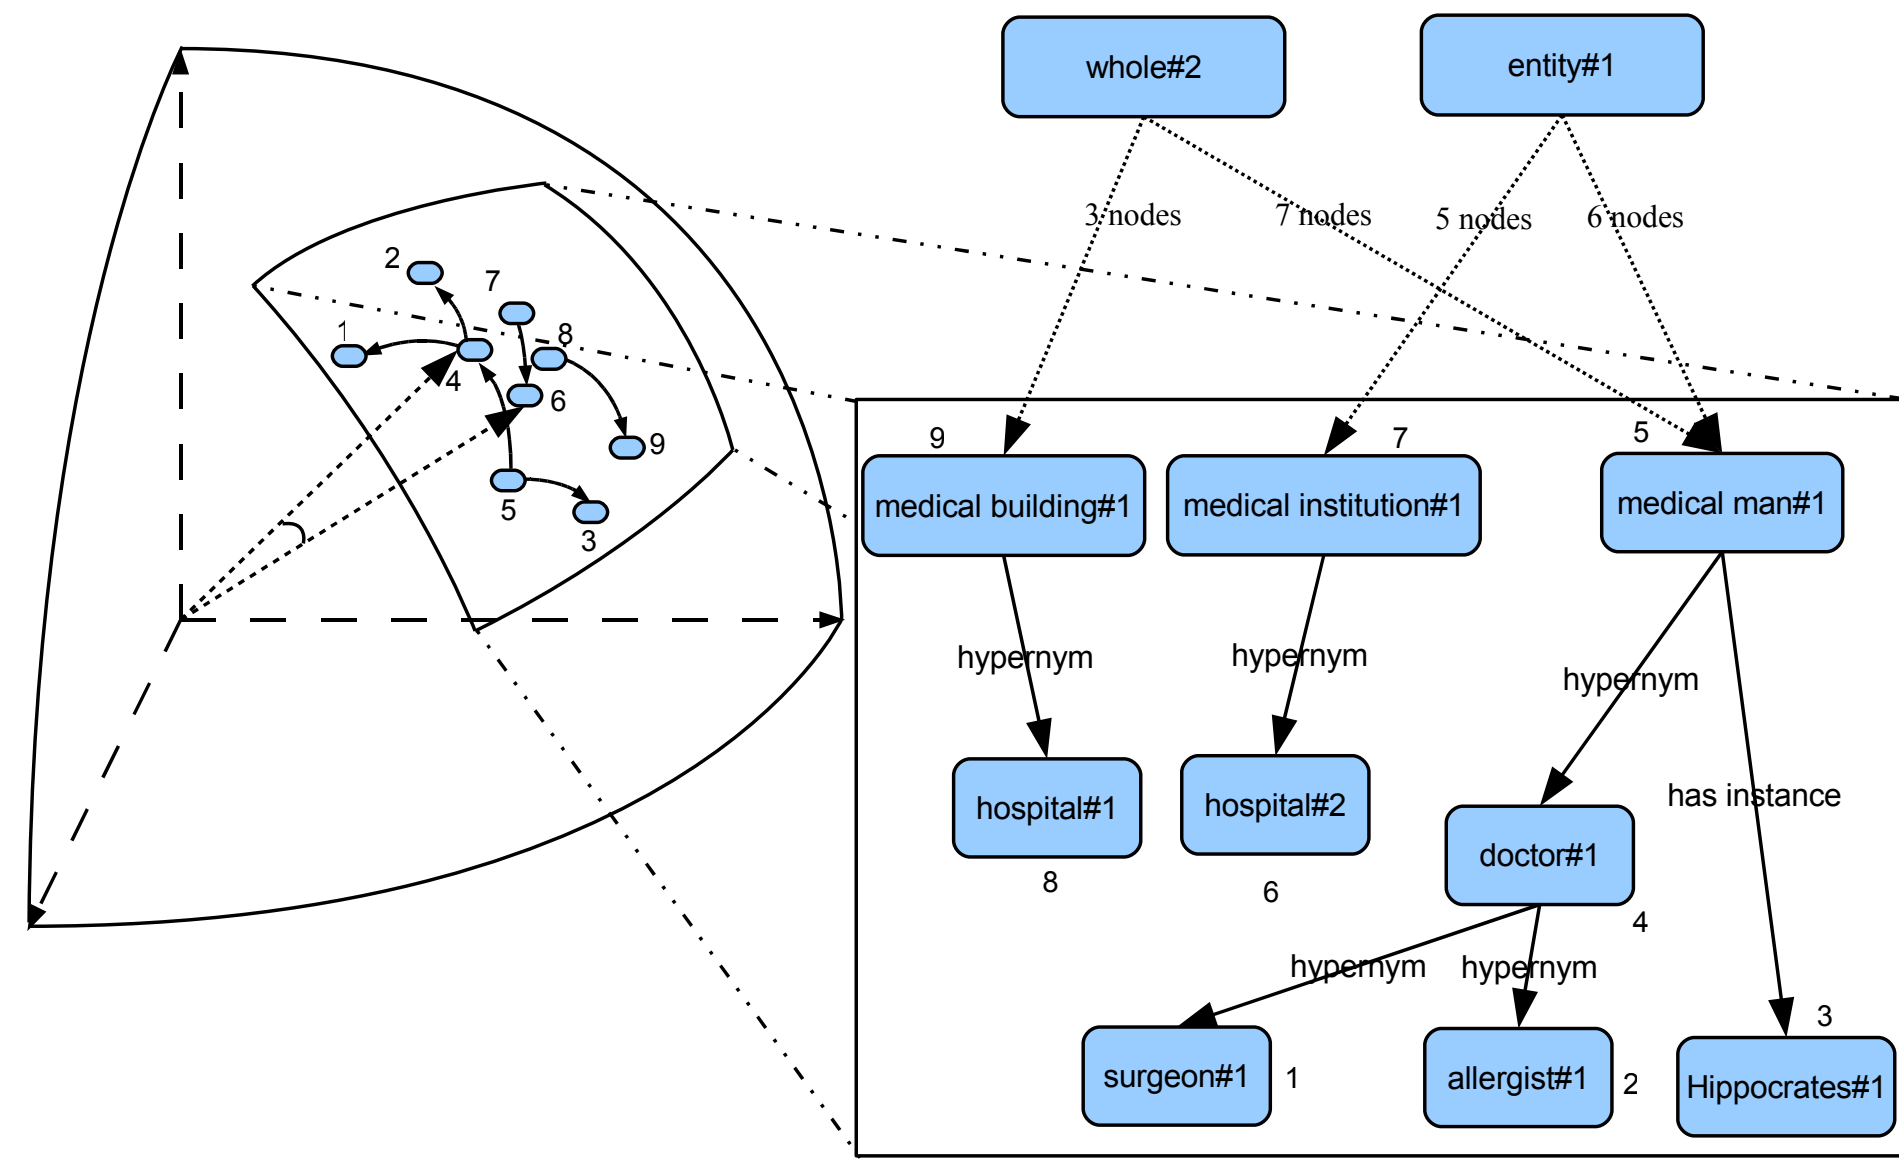 whole#2
entity#1
3 nodes
7 nodes
5 nodes
6 nodes
2
7
1
8
4
6
9
5
3
9
7
5
medical building#1
medical institution#1
medical man#1
hypernym
hypernym
hypernym
has instance
hospital#1
hospital#2
doctor#1
8
6
4
hypernym
hypernym
3
surgeon#1
1
allergist#1
2
Hippocrates#1